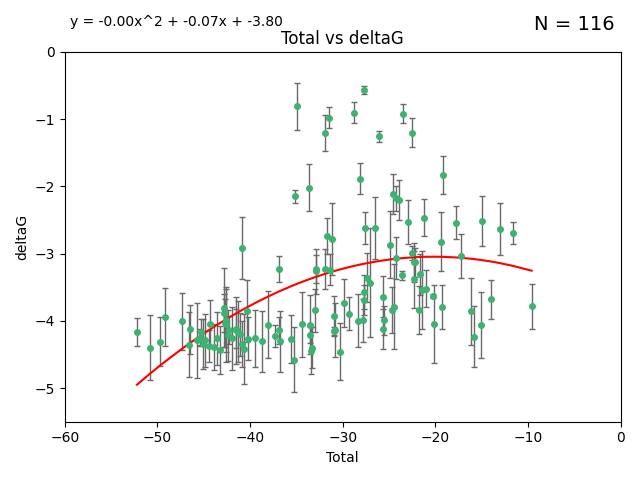 y = -0.00x^2 + -0.07x + -3.80
N = 116
Total vs deltaG
0
−1
−2
−3
−4
−5
deltaG
−60 −50 −40 −30 −20 −10 0
Total